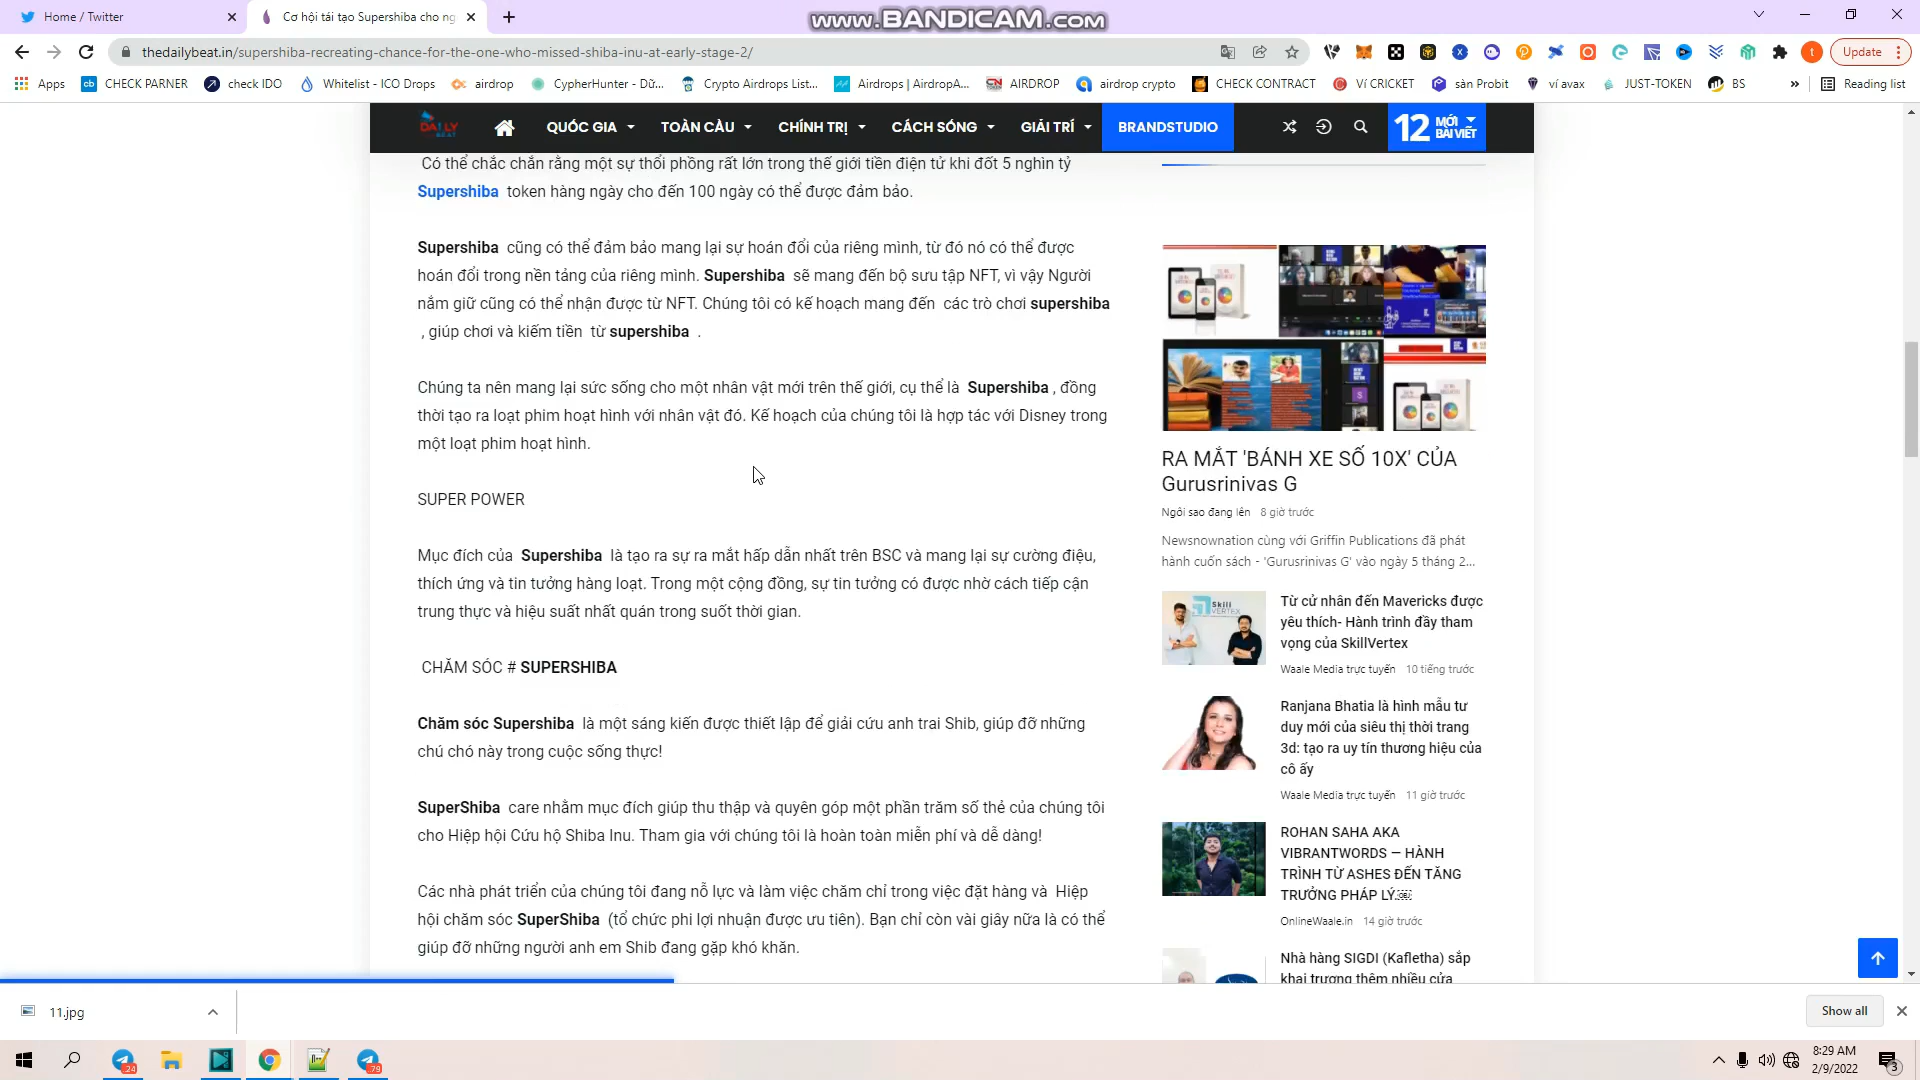 Home / Twitter
Cơ hội tái tạo Supershiba cho ng
www.BANDICAM.com
thedailybeat.in/supershiba-recreating-chance-for-the-one-who-missed-shiba-inu-at-early-stage-2/
Update
Apps
CHECK PARNER
check IDO
Whitelist - ICO Drops
airdrop
CypherHunter - Dữ...
Crypto Airdrops List...
Airdrops | AirdropA...
AIRDROP
airdrop crypto
CHECK CONTRACT
Ví CRICKET
sàn Probit
ví avax
JUST-TOKEN
BS
»
Reading list
QUỐC GIA
TOÀN CẦU
CHÍNH TRỊ
CÁCH SÓNG
GIẢI TRÍ
BRANDSTUDIO
12 MỚI
BÀI VIẾT
Có thể chắc chắn rằng một sự thổi phồng rất lớn trong thế giới tiền điện tử khi đốt 5 nghìn tỷ
Supershiba token hàng ngày cho đến 100 ngày có thể được đảm bảo.
Supershiba cũng có thể đảm bảo mang lại sự hoán đổi của riêng mình, từ đó nó có thể được
hoán đổi trong nền tảng của riêng mình. Supershiba sẽ mang đến bộ sưu tập NFT, vì vậy Người
nắm giữ cũng có thể nhận được từ NFT. Chúng tôi có kế hoạch mang đến các trò chơi supershiba
, giúp chơi và kiếm tiền từ supershiba .
Chúng ta nên mang lại sức sống cho một nhân vật mới trên thế giới, cụ thể là Supershiba , đồng
thời tạo ra loạt phim hoạt hình với nhân vật đó. Kế hoạch của chúng tôi là hợp tác với Disney trong
một loạt phim hoạt hình.
SUPER POWER
Mục đích của Supershiba là tạo ra sự ra mắt hấp dẫn nhất trên BSC và mang lại sự cường điệu,
thích ứng và tin tưởng hàng loạt. Trong một cộng đồng, sự tin tưởng có được nhờ cách tiếp cận
trung thực và hiệu suất nhất quán trong suốt thời gian.
CHĂM SÓC # SUPERSHIBA
Chăm sóc Supershiba là một sáng kiến được thiết lập để giải cứu anh trai Shib, giúp đỡ những
chú chó này trong cuộc sống thực!
SuperShiba care nhằm mục đích giúp thu thập và quyên góp một phần trăm số thẻ của chúng tôi
cho Hiệp hội Cứu hộ Shiba Inu. Tham gia với chúng tôi là hoàn toàn miễn phí và dễ dàng!
Các nhà phát triển của chúng tôi đang nỗ lực và làm việc chăm chỉ trong việc đặt hàng và Hiệp
hội chăm sóc SuperShiba (tổ chức phi lợi nhuận được ưu tiên). Bạn chỉ còn vài giây nữa là có thể
giúp đỡ những người anh em Shib đang gặp khó khăn.
RA MẮT 'BÁNH XE SỐ 10X' CỦA
Gurusrinivas G
Ngôi sao đang lên 8 giờ trước
Newsnownation cùng với Griffin Publications đã phát
hành cuốn sách - 'Gurusrinivas G' vào ngày 5 tháng 2...
Skill
VERTEX
Từ cử nhân đến Mavericks được
yêu thích- Hành trình đầy tham
vọng của SkillVertex
Waale Media trực tuyến 10 tiếng trước
Ranjana Bhatia là hình mẫu tư
duy mới của siêu thị thời trang
3d: tạo ra uy tín thương hiệu của
cô ấy
Waale Media trực tuyến 11 giờ trước
ROHAN SAHA AKA
VIBRANTWORDS — HÀNH
TRÌNH TỪ ASHES ĐẾN TĂNG
TRƯỞNG PHÁP LÝ.
OnlineWaale.in 14 giờ trước
Nhà hàng SIGDI (Kafletha) sắp
khai trương thêm nhiều cửa
11.jpg
Show all
24
79
8:29 AM
2/9/2022
3